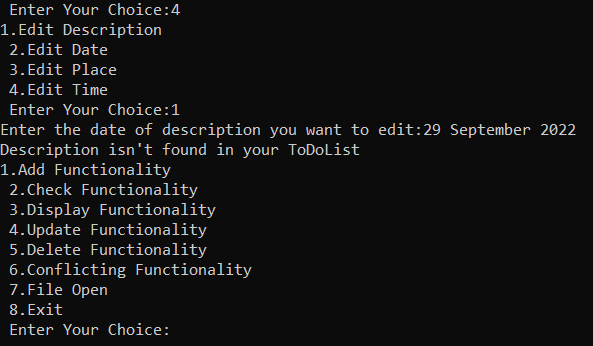 Enter Your Choice:4
1.Edit Description
2.Edit Date
3.Edit Place
4.Edit Time
Enter Your Choice:1
Enter the date of description you want to edit:29 September 2022
Description isn't found in your ToDoList
1.Add Functionality
2.Check Functionality
3.Display Functionality
4.Update Functionality
5.Delete Functionality
6.Conflicting Functionality
7.File Open
8.Exit
Enter Your Choice: